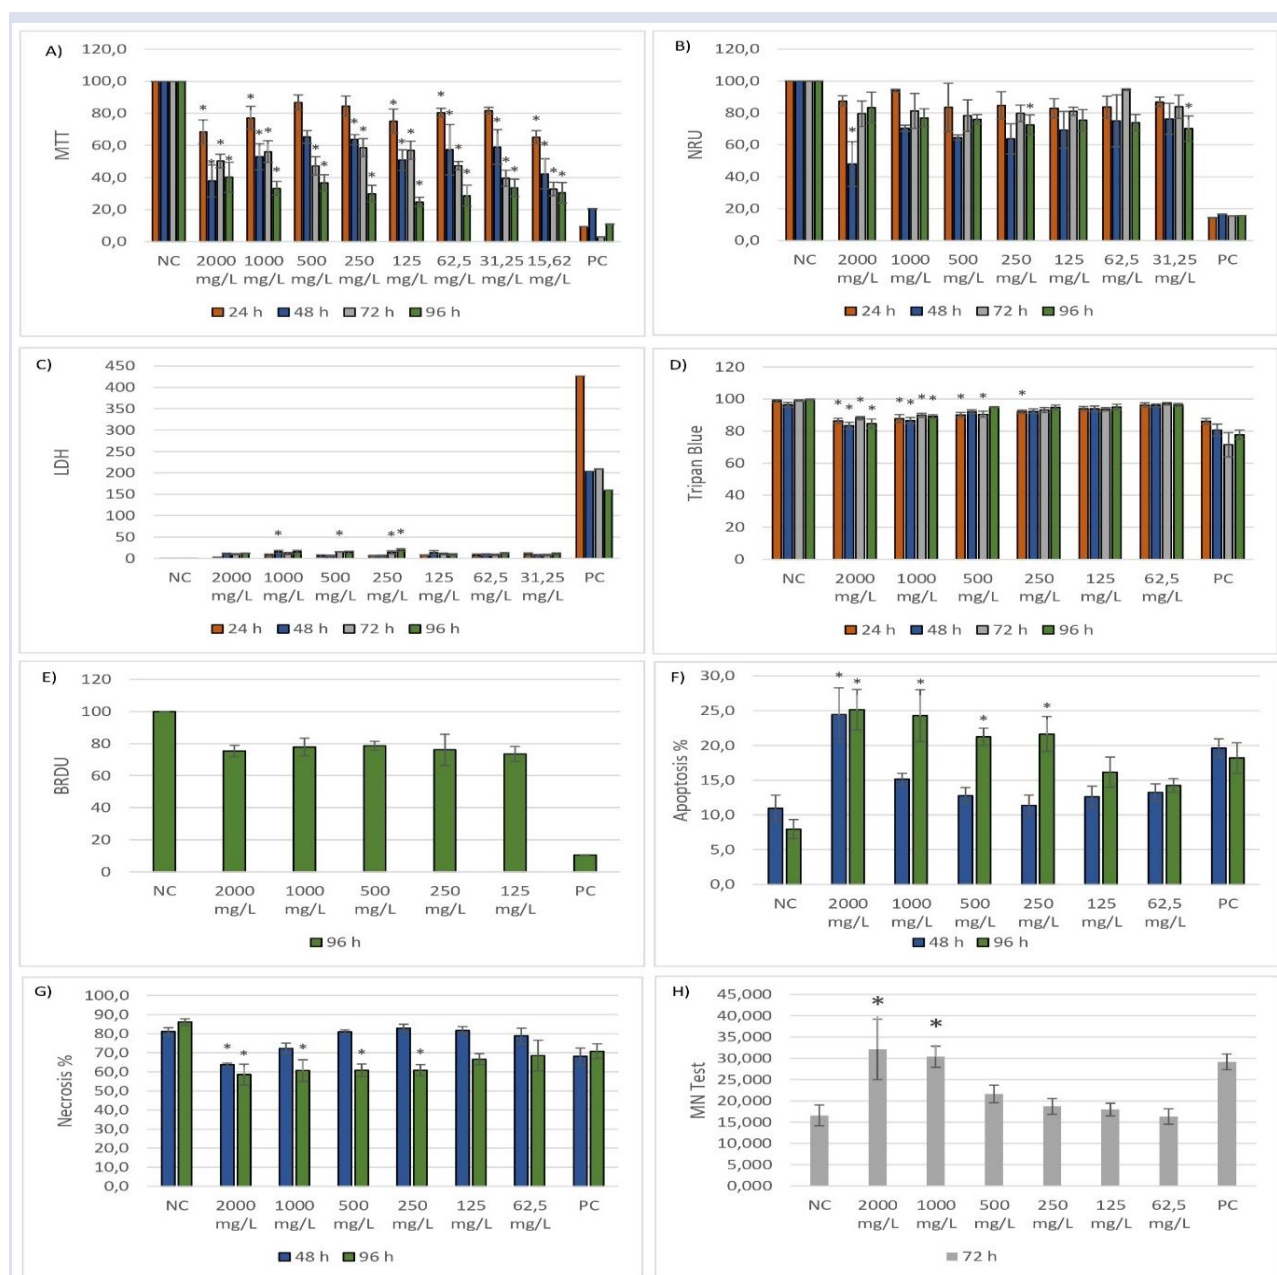 A)
MTT
120,0
100,0
80,0
60,0
40,0
20,0
0,0
* * * * * * * * * * * * * * * * * * * * * * * * * * *
NC 2000 1000 500 250 125 62,5 31,25 15,62 PC
mg/L mg/L mg/L mg/L mg/L mg/L mg/L mg/L
24 h 48 h 72 h 96 h
B)
NRU
120,0
100,0
80,0
60,0
40,0
20,0
0,0
* * *
NC 2000 1000 500 250 125 62,5 31,25 PC
mg/L mg/L mg/L mg/L mg/L mg/L mg/L
24 h 48 h 72 h 96 h
C)
LDH
450
400
350
300
250
200
150
100
50
0
* * * *
NC 2000 1000 500 250 125 62,5 31,25 PC
mg/L mg/L mg/L mg/L mg/L mg/L mg/L
24 h 48 h 72 h 96 h
D)
Tripan Blue
120
100
80
60
40
20
0
* * * * * * * * * * *
NC 2000 1000 500 250 125 62,5 PC
mg/L mg/L mg/L mg/L mg/L mg/L
24 h 48 h 72 h 96 h
E)
BRDU
120
100
80
60
40
20
0
NC 2000 1000 500 250 125 PC
mg/L mg/L mg/L mg/L mg/L
96 h
F)
Apoptosis %
30,0
25,0
20,0
15,0
10,0
5,0
0,0
* * * * *
NC 2000 1000 500 250 125 62,5 PC
mg/L mg/L mg/L mg/L mg/L mg/L
48 h 96 h
G)
Necrosis %
100,0
90,0
80,0
70,0
60,0
50,0
40,0
30,0
20,0
10,0
0,0
* * * * *
NC 2000 1000 500 250 125 62,5 PC
mg/L mg/L mg/L mg/L mg/L mg/L
48 h 96 h
H)
MN Test
45,000
40,000
35,000
30,000
25,000
20,000
15,000
10,000
5,000
0,000
* *
NC 2000 1000 500 250 125 62,5 PC
mg/L mg/L mg/L mg/L mg/L mg/L
72 h